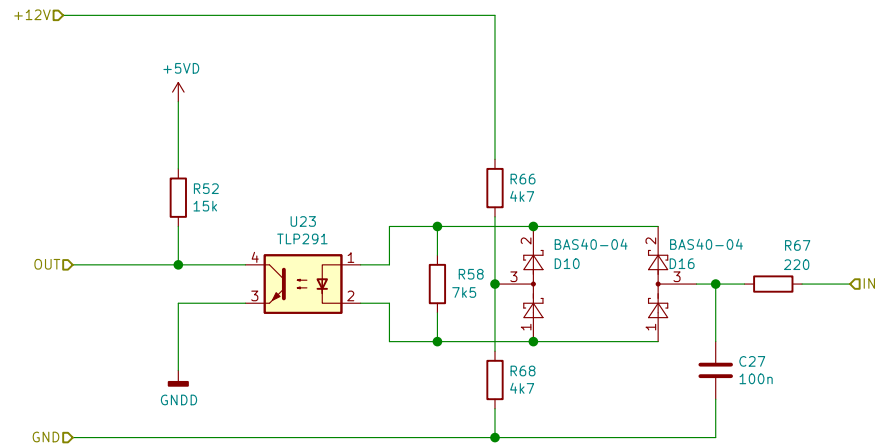 +12V
+5VD
R52
15k
U23
TLP291
OUT
4
3
1
2
GNDD
R58
7k5
R66
4k7
2
BAS40-04
D10
3
1
2
BAS40-04
D16
3
1
R67
220
IN
R68
4k7
C27
100n
GND